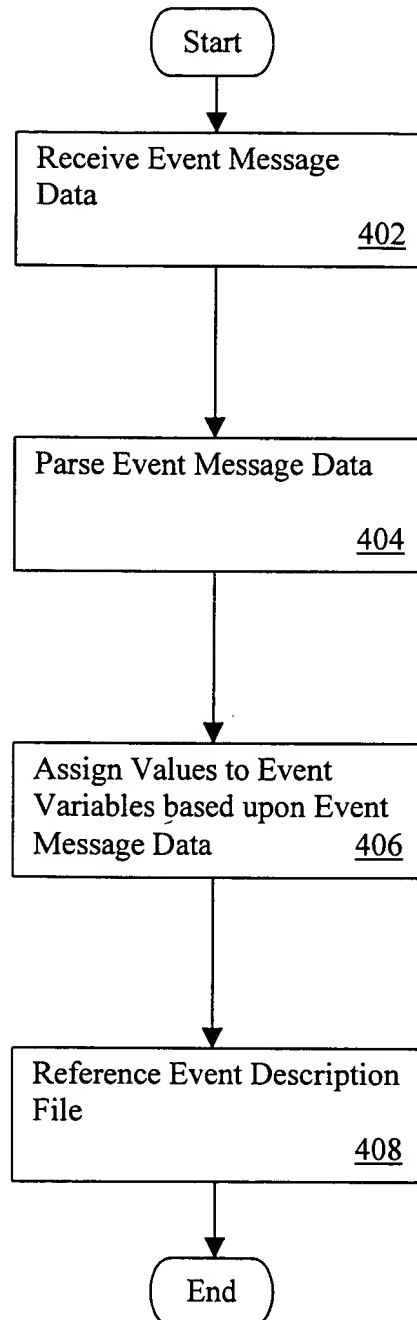 Start
Receive Event Message
Data
402
Parse Event Message Data
404
Assign Values to Event
Variables based upon Event
Message Data 406
Reference Event Description
File
408
End